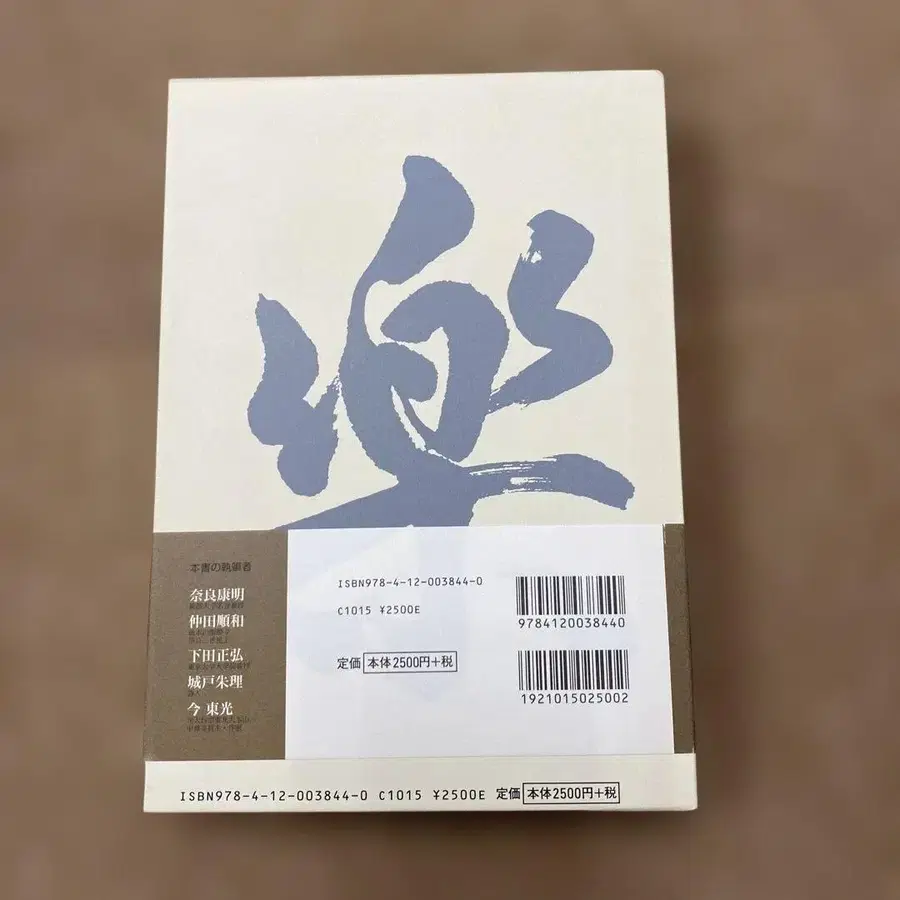 樂
本書の執筆者
奈良康明
仲田順和
下田正弘
城戸朱理
今 東光
ISBN978-4-12-003844-0
C1015 ¥2500E
定価 本体2500円+税
9784120038440
1921015025002
ISBN978-4-12-003844-0 C1015 ¥2500E 定価 本体2500円+税